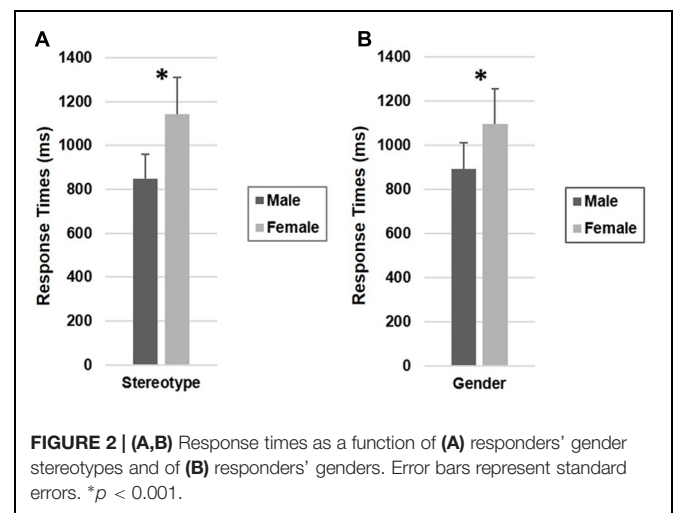 A
1400
1200
1000
800
600
400
200
0
Response Times (ms)
*
Stereotype
Male
Female
B
1400
1200
1000
800
600
400
200
0
Response Times (ms)
*
Gender
Male
Female
FIGURE 2 | (A,B) Response times as a function of (A) responders’ gender
stereotypes and of (B) responders’ genders. Error bars represent standard
errors. *p < 0.001.